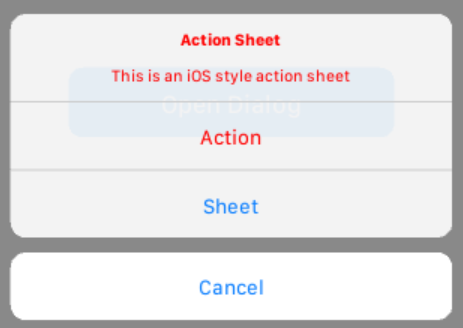 Action Sheet
This is an iOS style action sheet
Open Dialog
Action
Sheet
Cancel